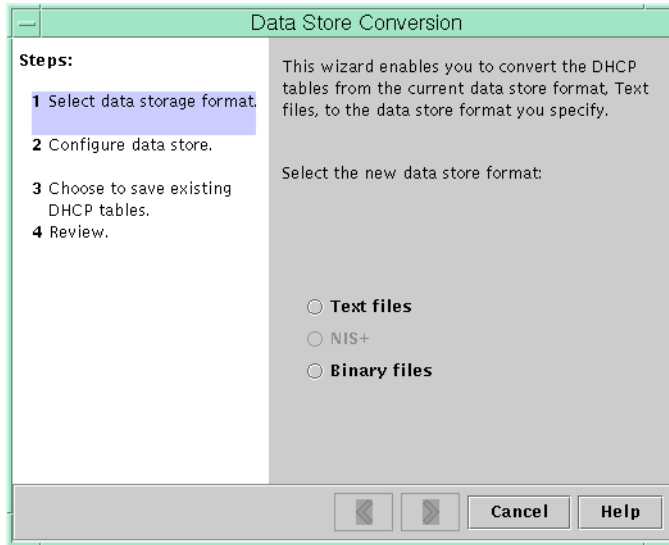 Data Store Conversion
Steps:
1 Select data storage format.
2 Configure data store.
3 Choose to save existing
DHCP tables.
4 Review.
This wizard enables you to convert the DHCP
tables from the current data store format, Text
files, to the data store format you specify.
Select the new data store format:
Text files
NIS+
Binary files
Cancel
Help